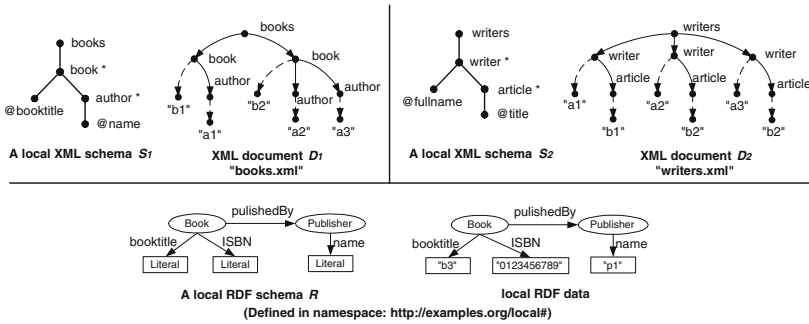 books
book *
@booktitle
author *
@name
A local XML schema S1
books
book
book
author
author
author
"b1"
"b2"
"a1"
"a2"
"a3"
XML document D1
"books.xml"
writers
writer *
@fullname
article *
@title
A local XML schema S2
writers
writer
writer
writer
article
article
article
"a1"
"a2"
"a3"
"b1"
"b2"
"b2"
XML document D2
"writers.xml"
Book
pulishedBy
Publisher
booktitle
ISBN
name
Literal
Literal
Literal
A local RDF schema R
Book
pulishedBy
Publisher
booktitle
ISBN
name
"b3"
"0123456789"
"p1"
local RDF data
(Defined in namespace: http://examples.org/local#)